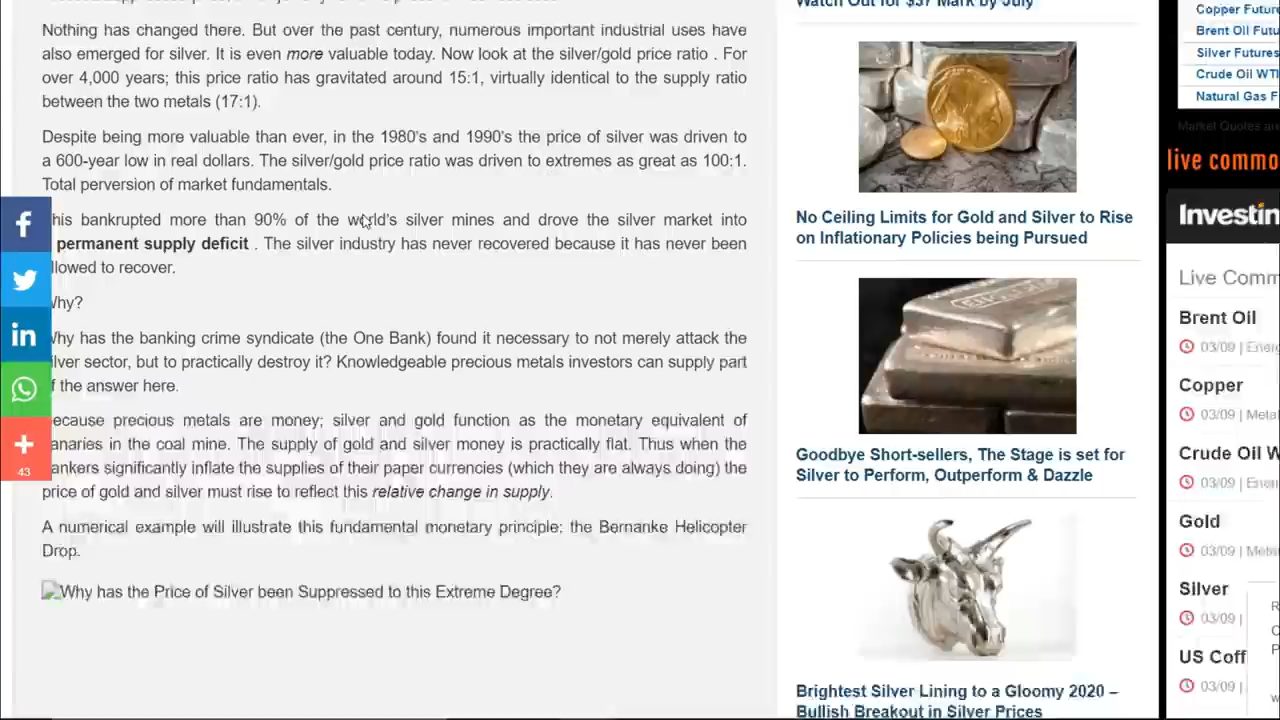 Nothing has changed there. But over the past century, numerous important industrial uses have
also emerged for silver. It is even more valuable today. Now look at the silver/gold price ratio . For
over 4,000 years; this price ratio has gravitated around 15:1, virtually identical to the supply ratio
between the two metals (17:1).
Despite being more valuable than ever, in the 1980's and 1990's the price of silver was driven to
a 600-year low in real dollars. The silver/gold price ratio was driven to extremes as great as 100:1.
Total perversion of market fundamentals.
his bankrupted more than 90% of the world's silver mines and drove the silver market into
permanent supply deficit . The silver industry has never recovered because it has never been
llowed to recover.
hy?
hy has the banking crime syndicate (the One Bank) found it necessary to not merely attack the
ilver sector, but to practically destroy it? Knowledgeable precious metals investors can supply part
f the answer here.
ecause precious metals are money; silver and gold function as the monetary equivalent of
anaries in the coal mine. The supply of gold and silver money is practically flat. Thus when the
ankers significantly inflate the supplies of their paper currencies (which they are always doing) the
price of gold and silver must rise to reflect this relative change in supply.
A numerical example will illustrate this fundamental monetary principle; the Bernanke Helicopter
Drop.
Why has the Price of Silver been Suppressed to this Extreme Degree?
43
Watch Out for $37 Mark by July
No Ceiling Limits for Gold and Silver to Rise
on Inflationary Policies being Pursued
Goodbye Short-sellers, The Stage is set for
Silver to Perform, Outperform & Dazzle
Brightest Silver Lining to a Gloomy 2020 –
Bullish Breakout in Silver Prices
Copper Future
Brent Oil Futu
Silver Futures
Crude Oil WTI
Natural Gas F
Market Quotes are
live commo
Investin
Live Comm
Brent Oil
03/09 | Energ
Copper
03/09 | Metal
Crude Oil W
03/09 | Energ
Gold
03/09 | Metal
Silver
03/09 |
US Coff
03/09 |